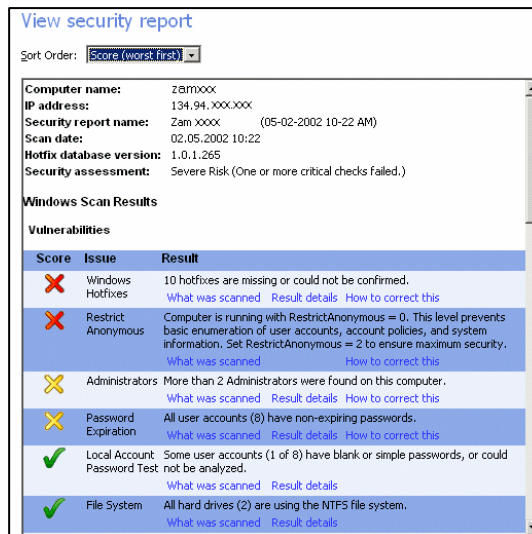 View security report
Sort Order: Score (worst first)
Computer name: zamxxx
IP address: 134.94.xxx.xxx
Security report name: Zam xxxx (05-02-2002 10-22 AM)
Scan date: 02.05.2002 10:22
Hotfix database version: 1.0.1.265
Security assessment: Severe Risk (One or more critical checks failed.)
Windows Scan Results
Vulnerabilities
Score Issue Result
Windows Hotfixes
10 hotfixes are missing or could not be confirmed.
What was scanned Result details How to correct this
Restrict Anonymous
Computer is running with RestrictAnonymous = 0. This level prevents
basic enumeration of user accounts, account policies, and system
information. Set RestrictAnonymous = 2 to ensure maximum security.
What was scanned How to correct this
Administrators
More than 2 Administrators were found on this computer.
What was scanned Result details How to correct this
Password Expiration
All user accounts (8) have non-expiring passwords.
What was scanned Result details How to correct this
Local Account Password Test
Some user accounts (1 of 8) have blank or simple passwords, or could
not be analyzed.
What was scanned Result details
File System
All hard drives (2) are using the NTFS file system.
What was scanned Result details